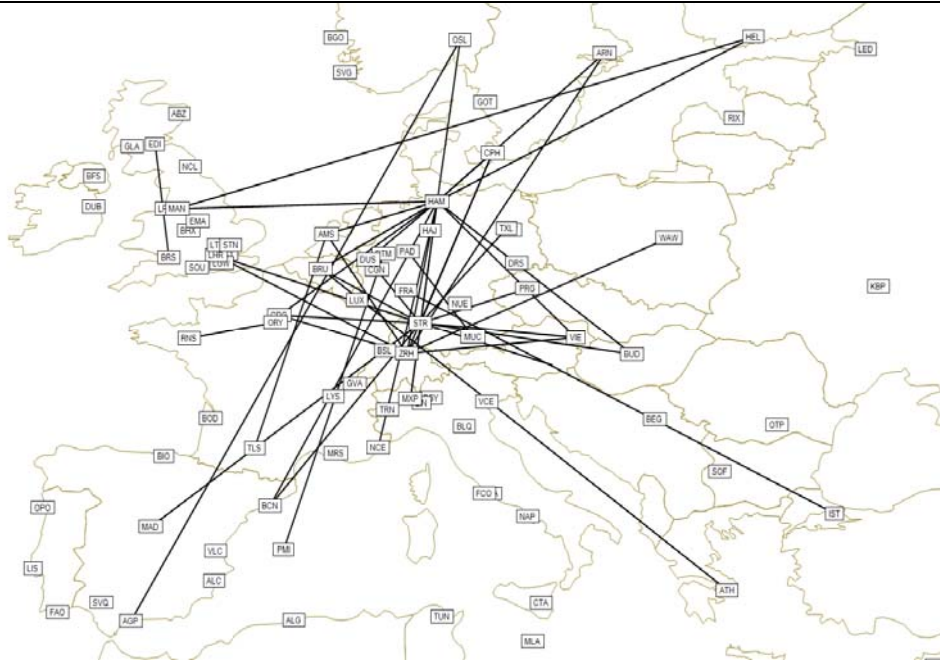 BGO
OSL
HEL
ARN
LED
SVG
GOT
RIX
ABZ
GLA
EDI
CPH
NCL
BFS
DUB
MAN
HAM
EMA
AMS
HAJ
TXL
WAW
STN
BRS
SOU
LHR
PAD
DUS
CGN
BRU
DRS
KBP
PRG
FRA
LUX
NUE
ORY
STR
RNS
MUC
VIE
BSL
ZRH
BUD
GVA
LYS
MXP
TRN
VCE
BOD
BEG
OTP
BLQ
TLS
NCE
MRS
BIO
SOF
FCO
BCN
OPO
NAP
IST
MAD
VLC
PMI
LIS
ALC
ATH
SVQ
CTA
FAO
AGP
ALG
TUN
MLA